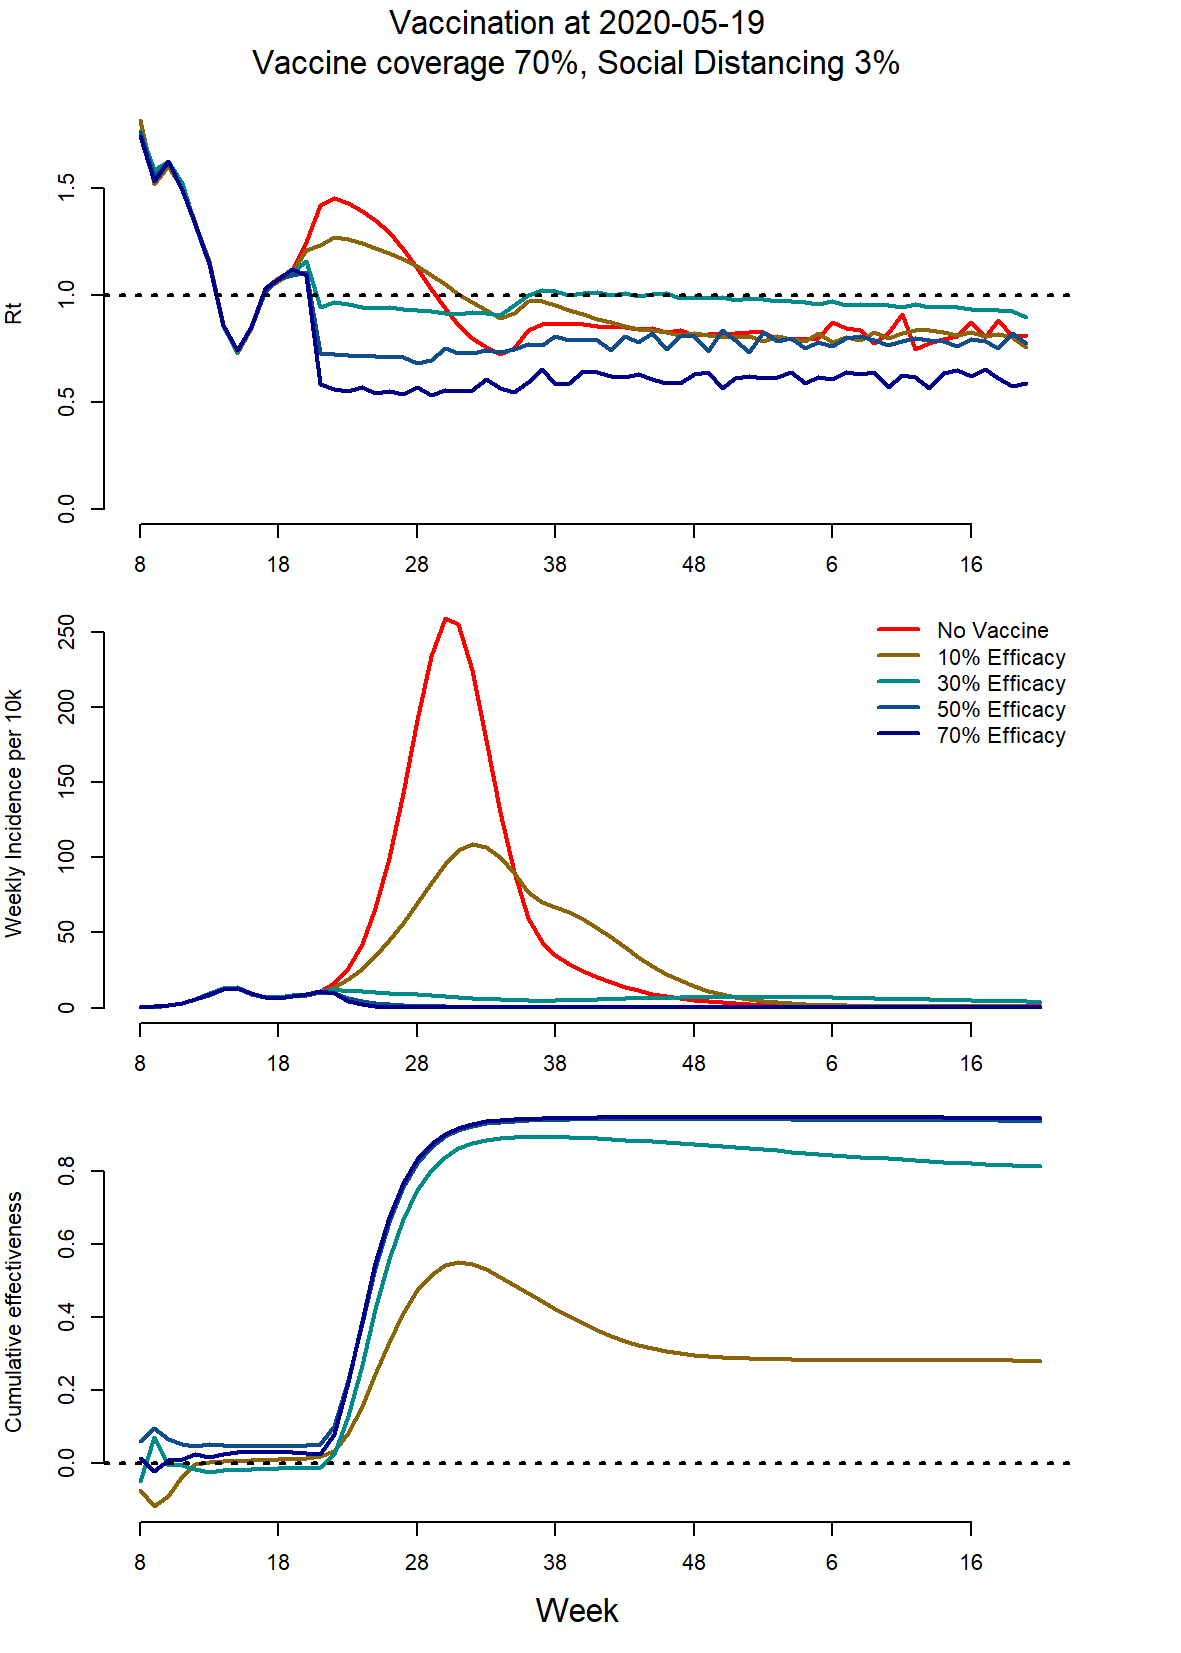 Vaccination at 2020-05-19
Vaccine coverage 70%, Social Distancing 3%
Rt
0.0 0.5 1.0 1.5
8 18 28 38 48 6 16
Weekly Incidence per 10k
0 50 100 150 200 250
No Vaccine
10% Efficacy
30% Efficacy
50% Efficacy
70% Efficacy
8 18 28 38 48 6 16
Cumulative effectiveness
0.0 0.2 0.4 0.6 0.8
8 18 28 38 48 6 16
Week